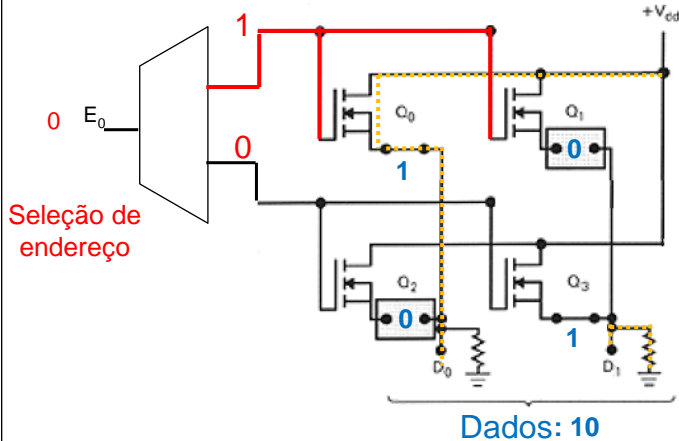 +Vdd
1
Q0
Q1
0
0 E0
0
1
Seleção de
endereço
Q2
Q3
0
1
D0
D1
Dados: 10